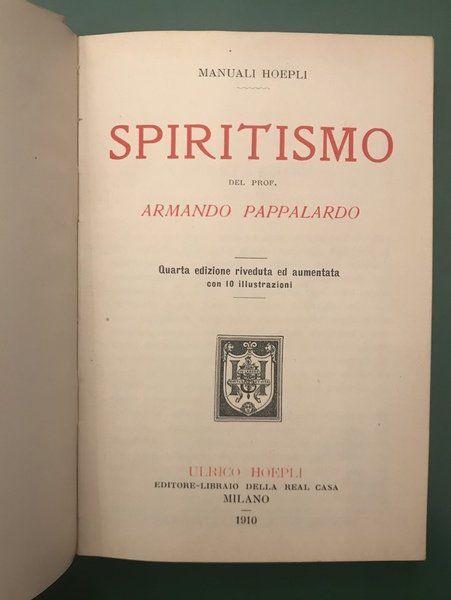 MANUALI HOEPLI
SPIRITISMO
DEL PROF.
ARMANDO PAPPALARDO
Quarta edizione riveduta ed aumentata
con 10 illustrazioni
ULRICO HOEPLI
EDITORE-LIBRAIO DELLA REAL CASA
MILANO
1910